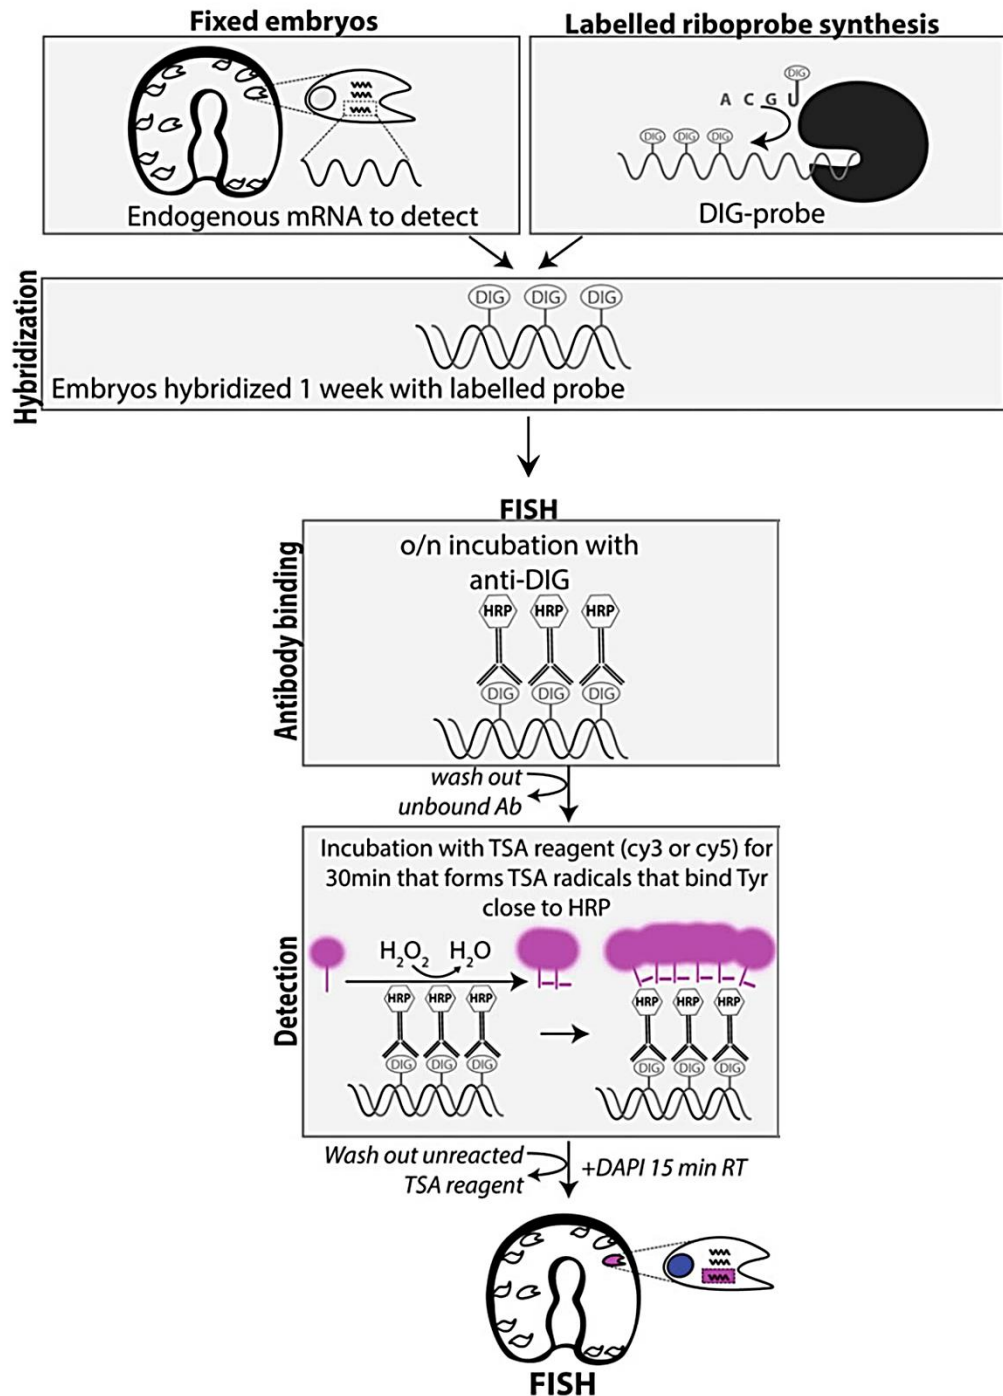 Fixed embryos
Endogenous mRNA to detect
Labelled riboprobe synthesis
DIG
A C G U
DIG DIG DIG
DIG-probe
Hybridization
DIG DIG DIG
Embryos hybridized 1 week with labelled probe
FISH
Antibody binding
o/n incubation with
anti-DIG
HRP HRP HRP
DIG DIG DIG
wash out
unbound Ab
Detection
Incubation with TSA reagent (cy3 or cy5) for
30min that forms TSA radicals that bind Tyr
close to HRP
H2O2 H2O
HRP HRP HRP
DIG DIG DIG
HRP HRP HRP
DIG DIG DIG
Wash out unreacted
TSA reagent
+DAPI 15 min RT
FISH